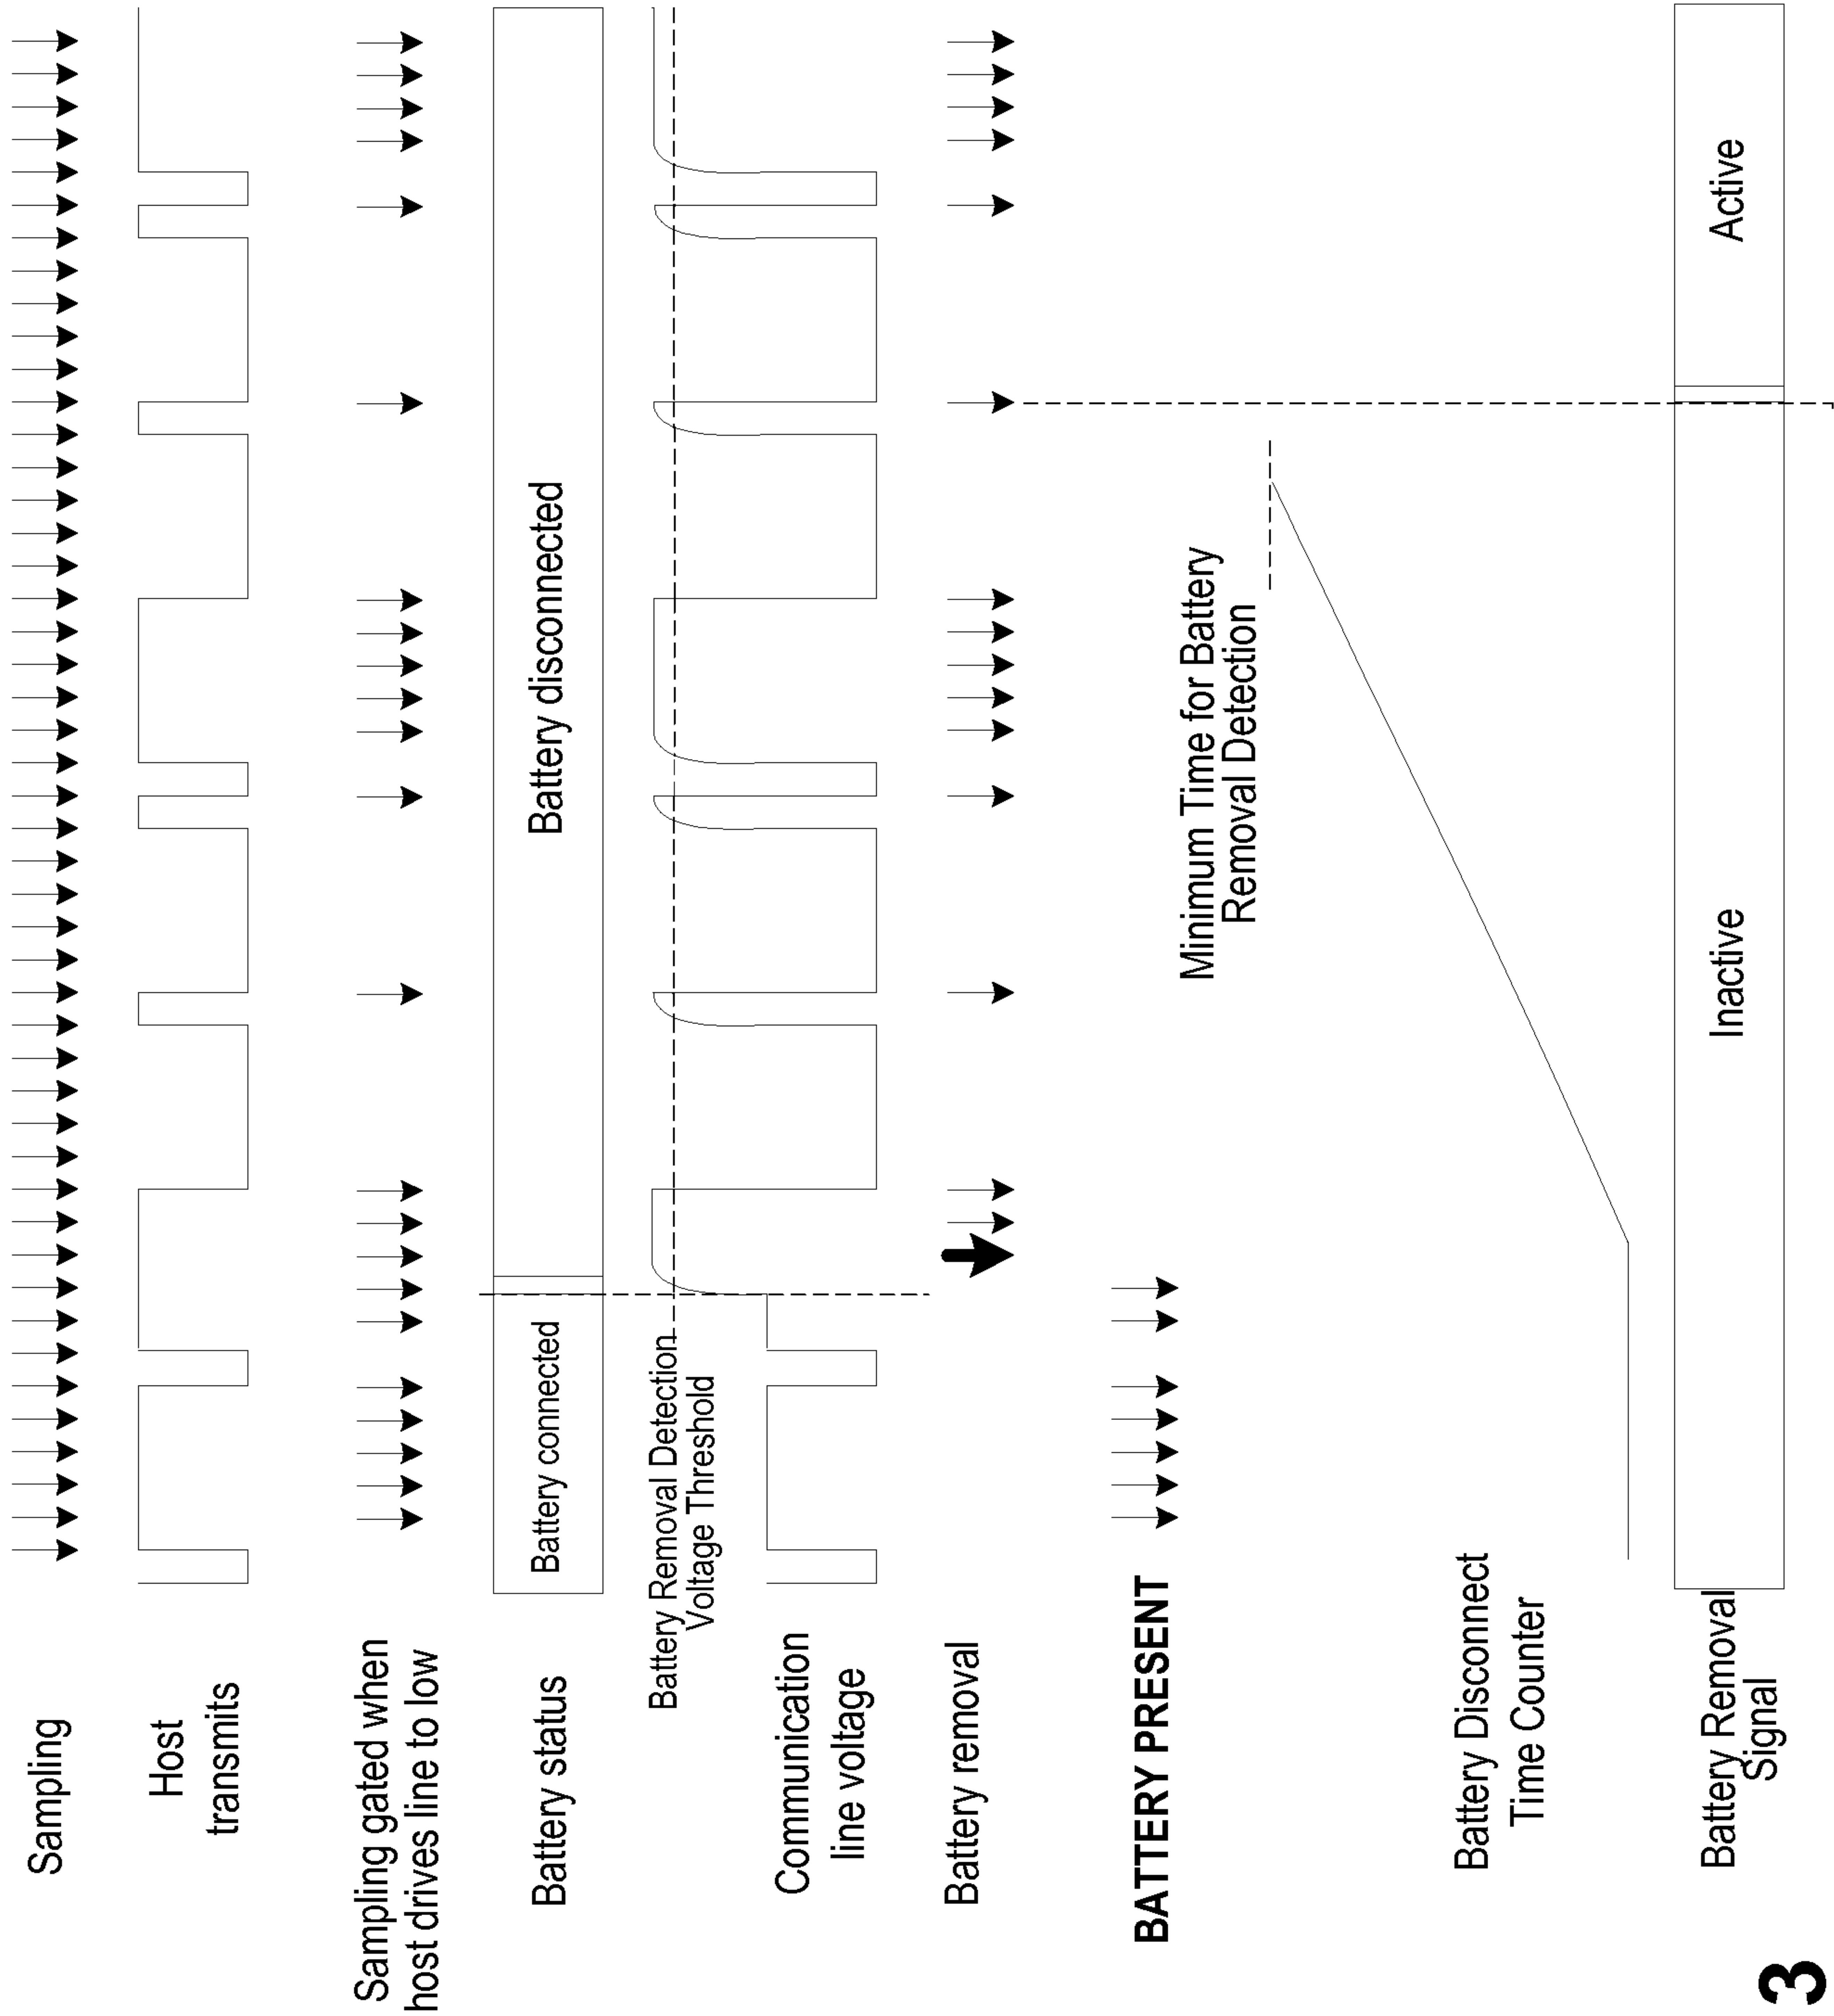 Sampling
Host
transmits
Sampling gated when
host drives line to low
Battery status
Battery connected
Battery disconnected
Battery Removal Detection
Voltage Threshold
Communication
line voltage
Battery removal
BATTERY PRESENT
Minimum Time for Battery
Removal Detection
Battery Disconnect
Time Counter
Battery Removal
Signal
Inactive
Active
3